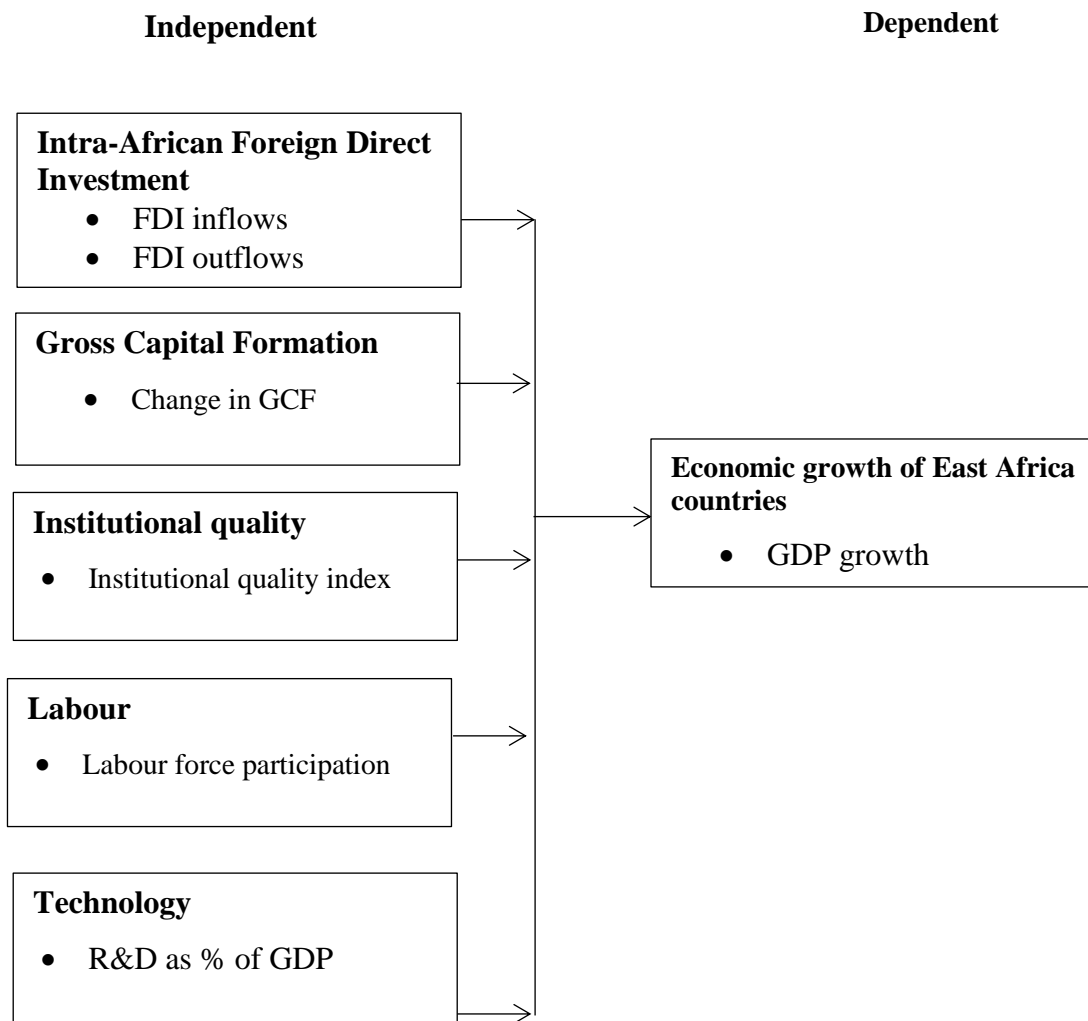 Independent
Dependent
Intra-African Foreign Direct
Investment
• FDI inflows
• FDI outflows
Gross Capital Formation
• Change in GCF
Institutional quality
• Institutional quality index
Labour
• Labour force participation
Technology
• R&D as % of GDP
Economic growth of East Africa
countries
• GDP growth